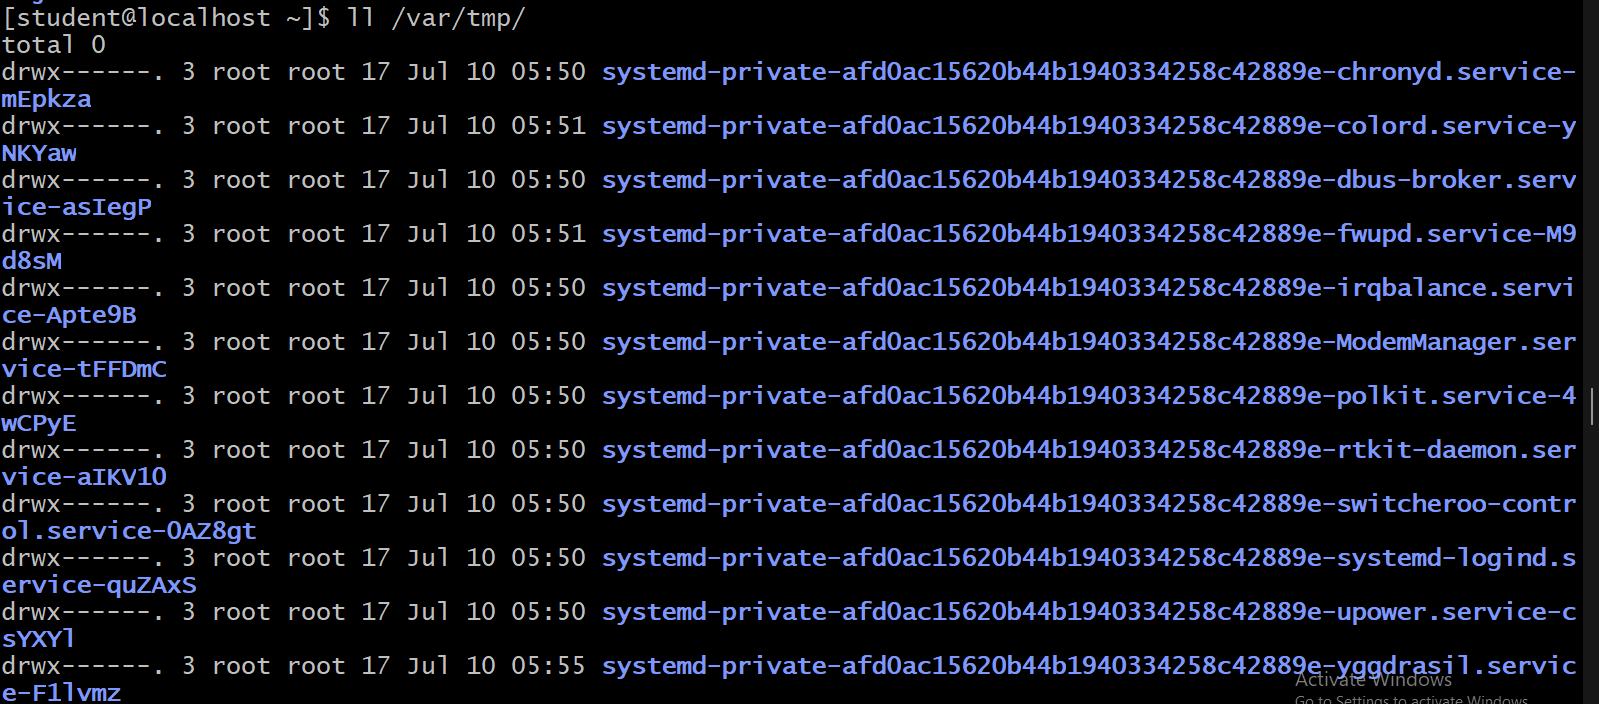 [student@localhost ~]$ ll /var/tmp/
total 0
drwx------. 3 root root 17 Jul 10 05:50 systemd-private-afd0ac15620b44b1940334258c42889e-chronyd.service-
mEpkza
drwx------. 3 root root 17 Jul 10 05:51 systemd-private-afd0ac15620b44b1940334258c42889e-colord.service-y
NKYaw
drwx------. 3 root root 17 Jul 10 05:50 systemd-private-afd0ac15620b44b1940334258c42889e-dbus-broker.serv
ice-asIegP
drwx------. 3 root root 17 Jul 10 05:51 systemd-private-afd0ac15620b44b1940334258c42889e-fwupd.service-M9
d8sM
drwx------. 3 root root 17 Jul 10 05:50 systemd-private-afd0ac15620b44b1940334258c42889e-irqbalance.servi
ce-Apte9B
drwx------. 3 root root 17 Jul 10 05:50 systemd-private-afd0ac15620b44b1940334258c42889e-ModemManager.ser
vice-tFFDmC
drwx------. 3 root root 17 Jul 10 05:50 systemd-private-afd0ac15620b44b1940334258c42889e-polkit.service-4
wCPyE
drwx------. 3 root root 17 Jul 10 05:50 systemd-private-afd0ac15620b44b1940334258c42889e-rtkit-daemon.ser
vice-aIKV1O
drwx------. 3 root root 17 Jul 10 05:50 systemd-private-afd0ac15620b44b1940334258c42889e-switcheroo-contr
ol.service-0AZ8gt
drwx------. 3 root root 17 Jul 10 05:50 systemd-private-afd0ac15620b44b1940334258c42889e-systemd-logind.s
ervice-quZAxS
drwx------. 3 root root 17 Jul 10 05:50 systemd-private-afd0ac15620b44b1940334258c42889e-upower.service-c
sYXYl
drwx------. 3 root root 17 Jul 10 05:55 systemd-private-afd0ac15620b44b1940334258c42889e-yggdrasil.servic
e-F1lvmz
Activate Windows
Go to Settings to activate Windows.